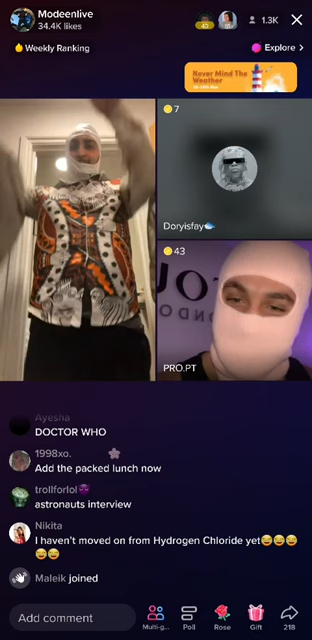 Modeenlive
34.4K likes
1.3K
Weekly Ranking
Explore >
Never Mind The
Weather
7
Doryisfay
43
PRO.PT
Ayesha
DOCTOR WHO
1998xo.
Add the packed lunch now
trollforlol
astronauts interview
Nikita
I haven't moved on from Hydrogen Chloride yet
Maleik joined
Add comment
Multi-g...
Poll
Rose
Gift
218